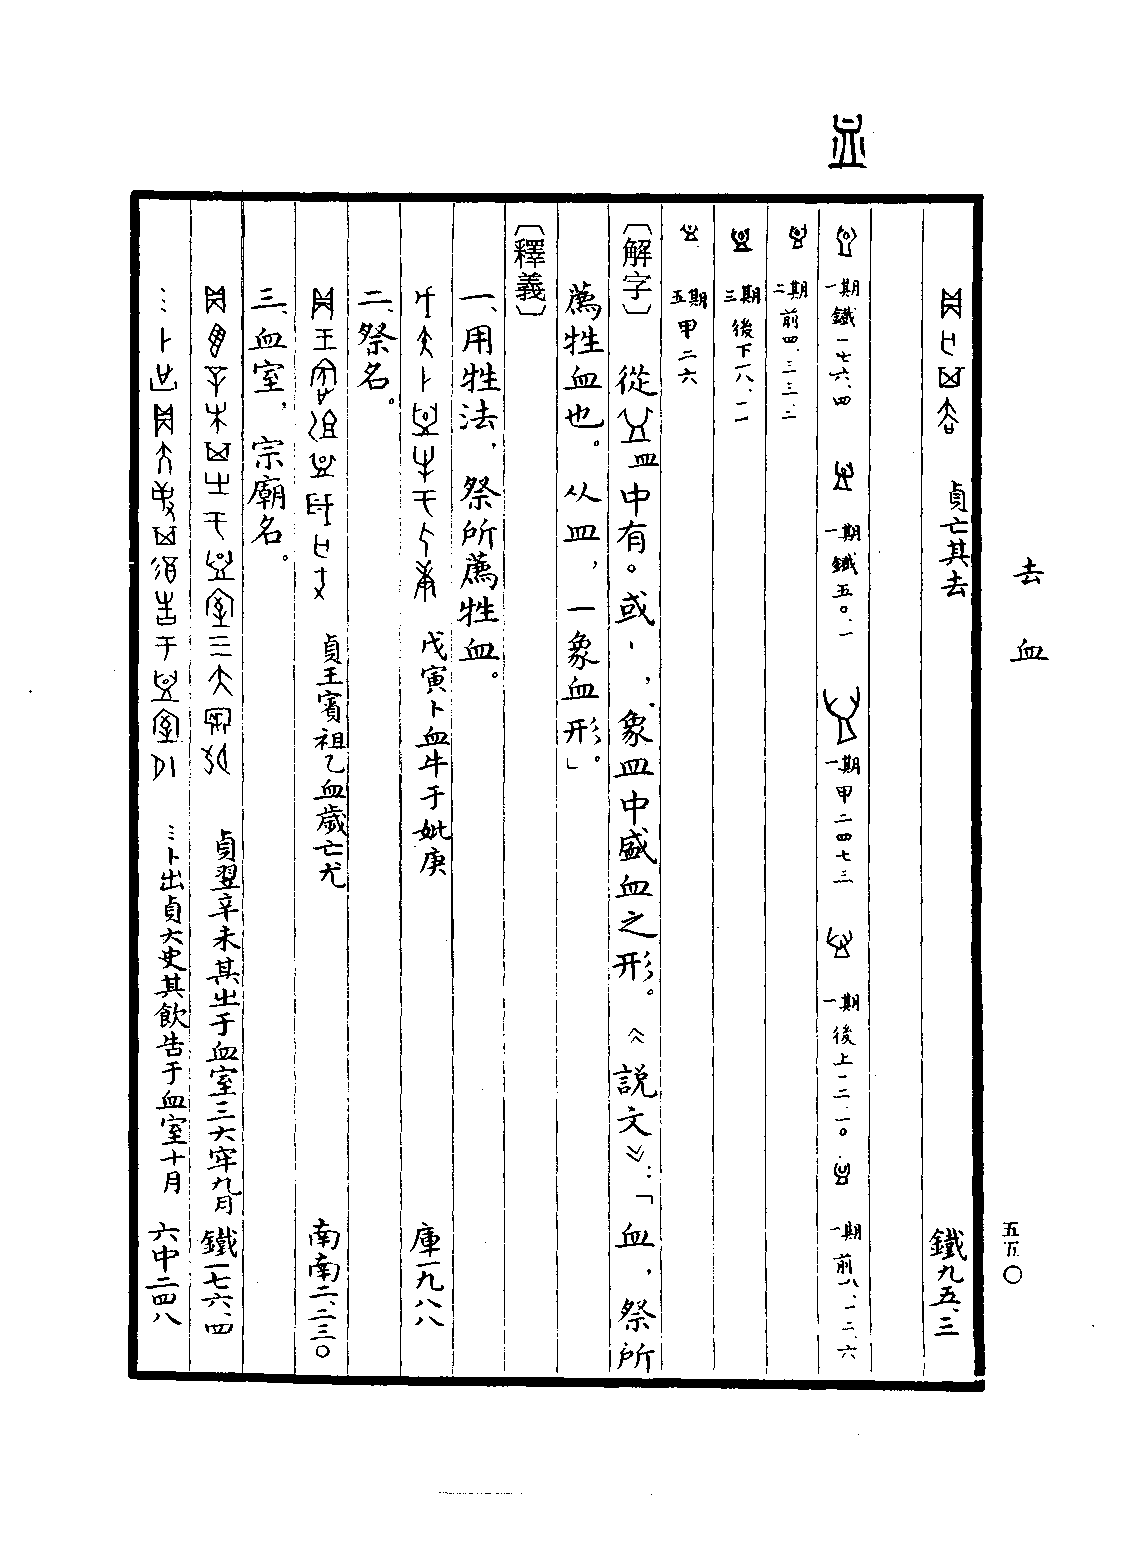 去 血
五五〇
貞亡其去 鐵九五、三
一期鐵一七六、四 一期鐵五〇、一 一期甲二四七三 一期後上二一、一〇 一期前八、一二、六
二期前四、三三、二
三期後下一八、一一
五期甲二六
〔解字〕 從皿中有。或,象皿中盛血之形。《説文》:「血,祭所
薦牲血也。从皿,一象血形。」
〔釋義〕
一、用牲法,祭所薦牲血。
戊寅卜血牛于妣庚 庫一九八八
二、祭名。
貞王賓祖乙血歲亡尤 南南二、二三〇
三、血室,宗廟名。
貞翌辛未其㞢于血室三大牢九月 鐵一七六、四
卜出貞大史其飲告于血室十月 六中二四八